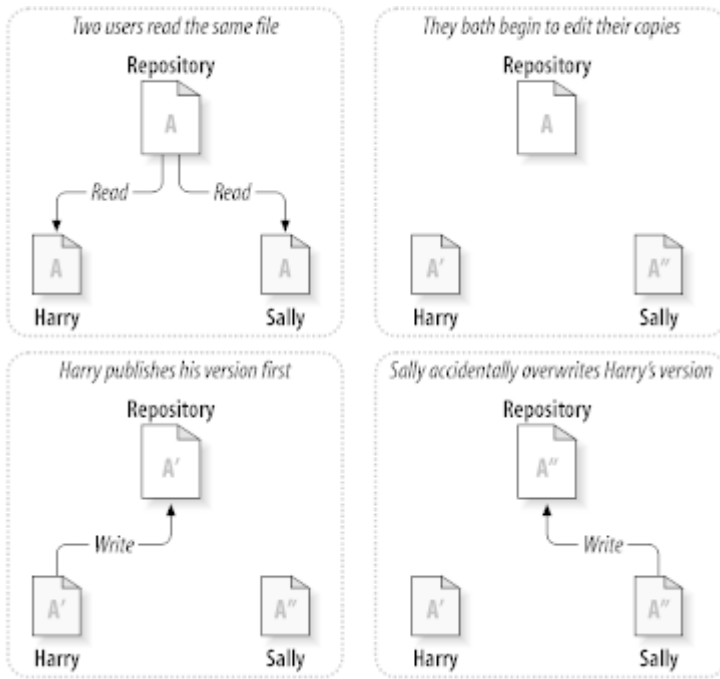 Two users read the same file
Repository
A
Read
Read
A
A
Harry
Sally
They both begin to edit their copies
Repository
A
A′
A″
Harry
Sally
Harry publishes his version first
Repository
A′
Write
A′
A″
Harry
Sally
Sally accidentally overwrites Harry’s version
Repository
A″
Write
A′
A″
Harry
Sally